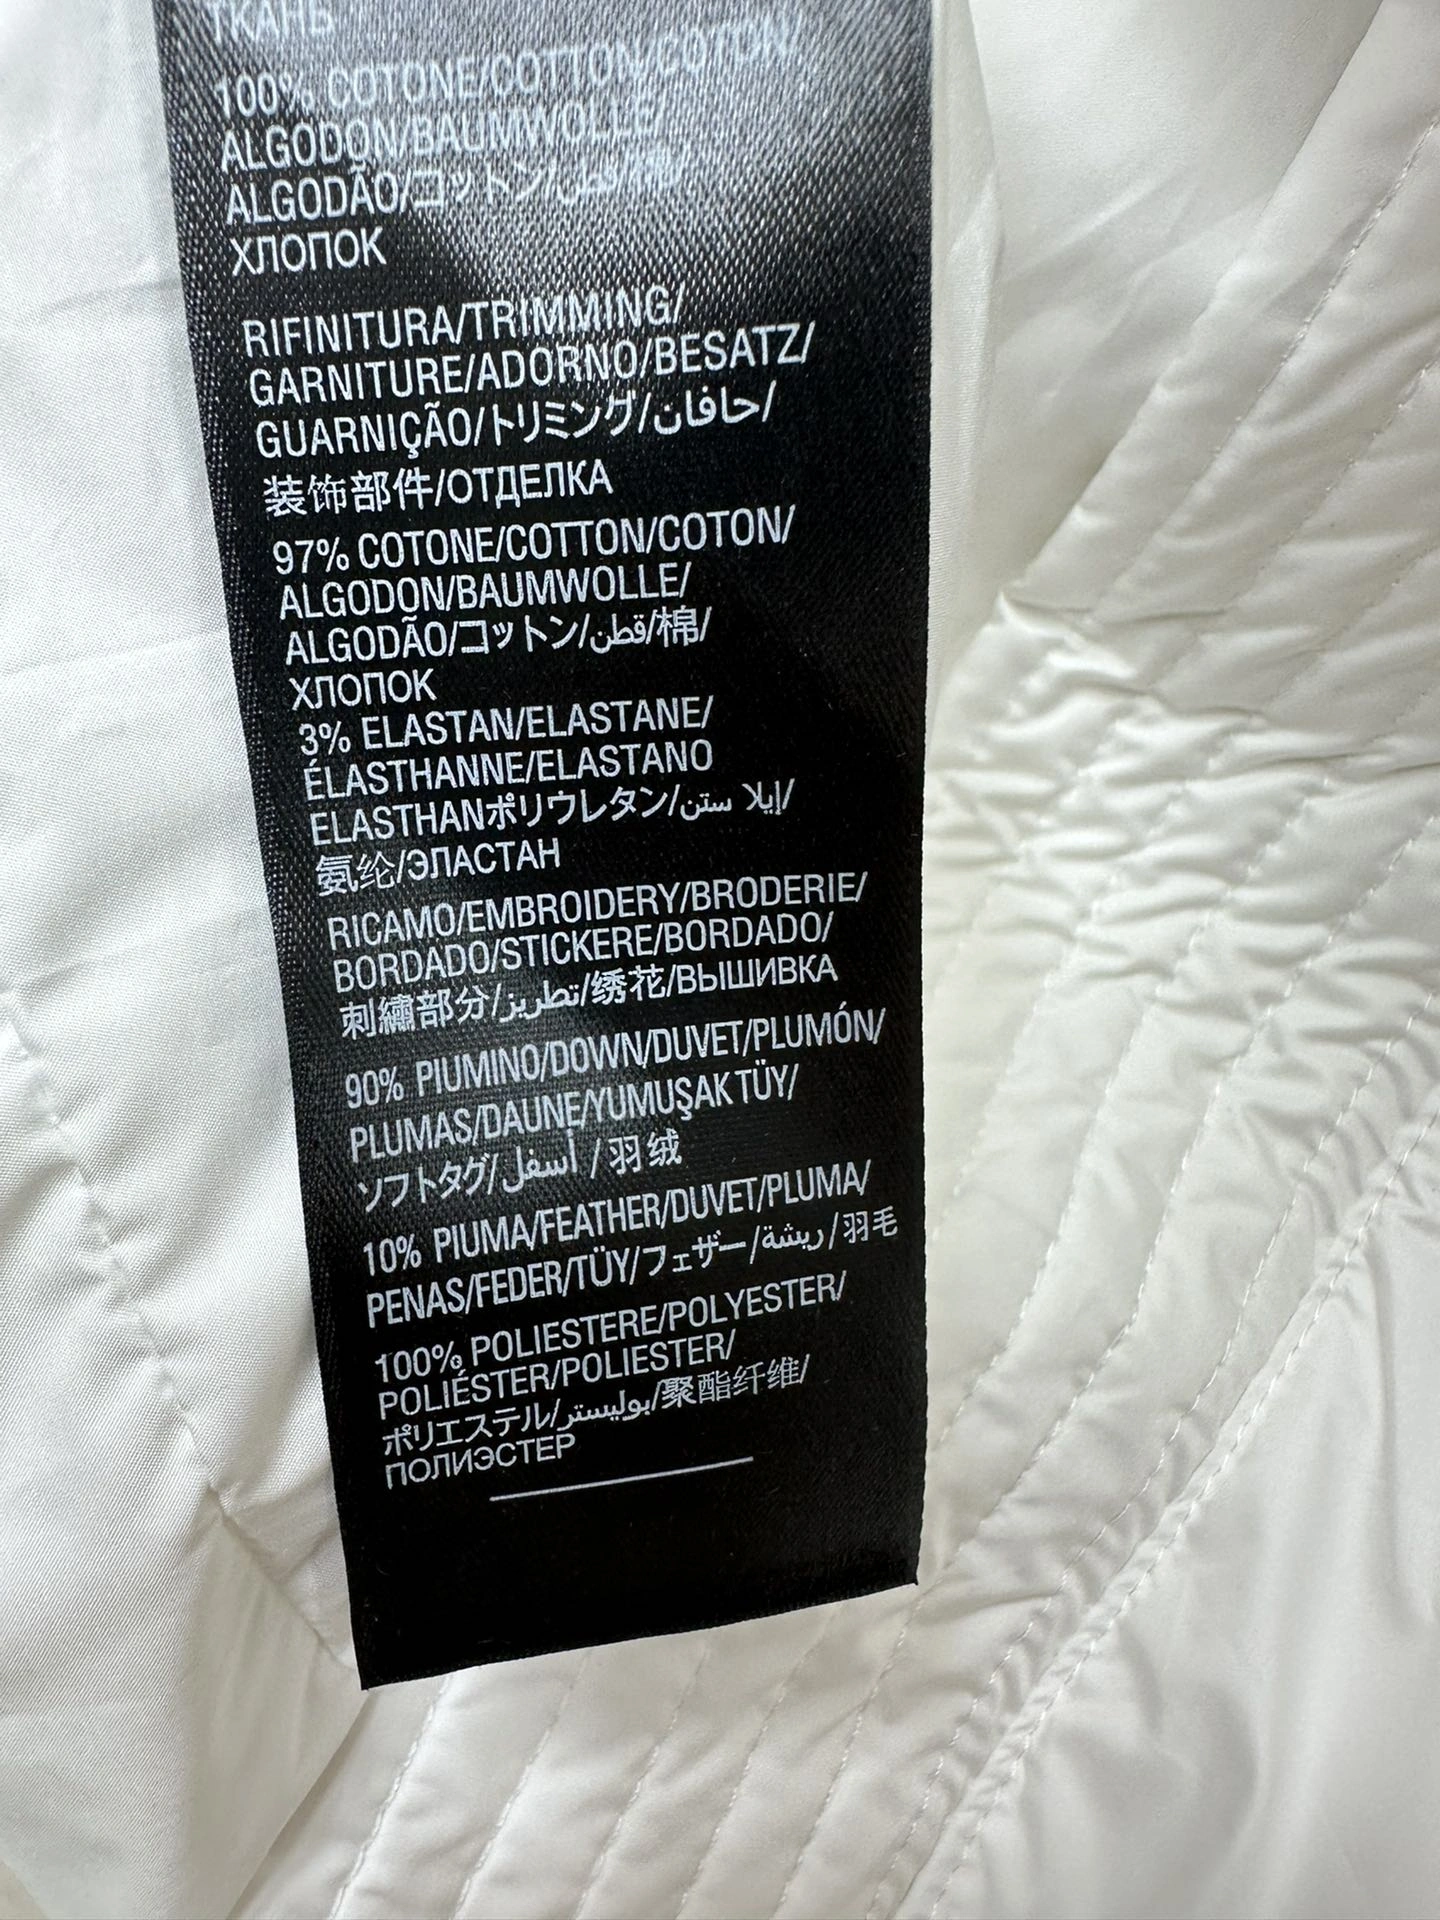 ТКАНЬ
100% COTONE/COTTON/COTON/
ALGODON/BAUMWOLLE/
ALGODÃO/コットン/قطن/棉/
ХЛОПОК
RIFINITURA/TRIMMING/
GARNITURE/ADORNO/BESATZ/
GUARNIÇÃO/トリミング/حافان/
装饰部件/ОТДЕЛКА
97% COTONE/COTTON/COTON/
ALGODON/BAUMWOLLE/
ALGODÃO/コットン/قطن/棉/
ХЛОПОК
3% ELASTAN/ELASTANE/
ÉLASTHANNE/ELASTANO
ELASTHANポリウレタン/إيلا ستن/
氨纶/ЭЛАСТАН
RICAMO/EMBROIDERY/BRODERIE/
BORDADO/STICKERE/BORDADO/
刺繡部分/تطريز/绣花/ВЫШИВКА
90% PIUMINO/DOWN/DUVET/PLUMÓN/
PLUMAS/DAUNE/YUMUŞAK TÜY/
ソフトタグ/أسفل/羽绒
10% PIUMA/FEATHER/DUVET/PLUMA/
PENAS/FEDER/TÜY/フェザー/ريشة/羽毛
100% POLIESTERE/POLYESTER/
POLIÉSTER/POLIESTER/
ポリエステル/بوليستر/聚酯纤维/
ПОЛИЭСТЕР